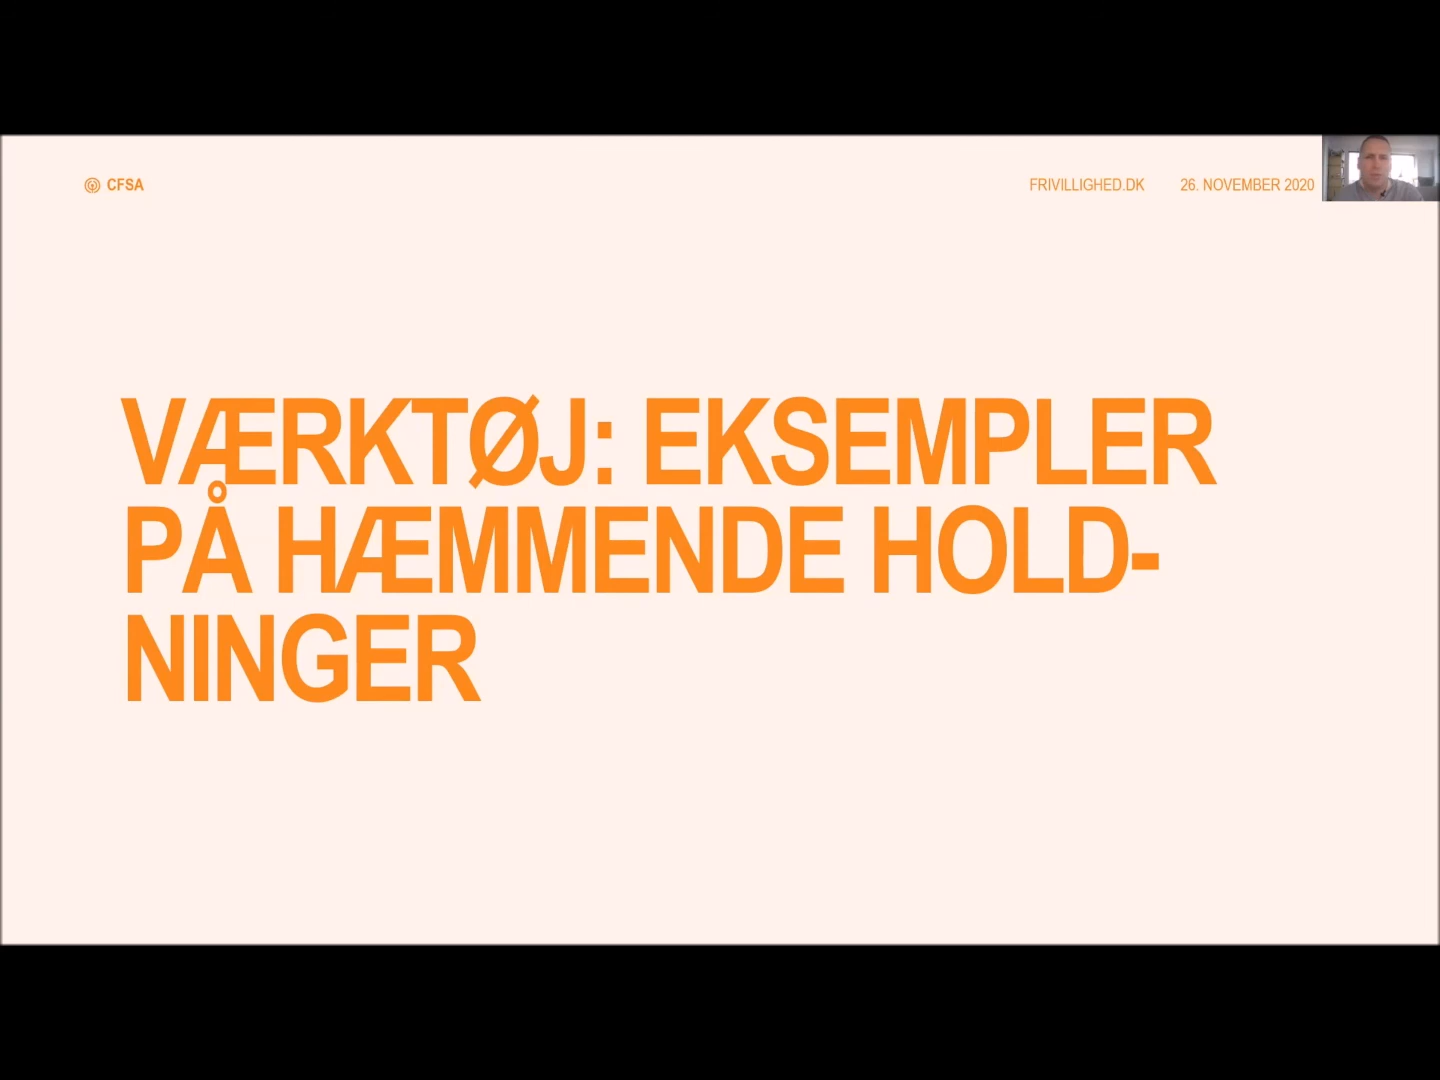 CFSA
FRIVILLIGHED.DK
26. NOVEMBER 2020
VÆRKTØJ: EKSEMPLER
PÅ HÆMMENDE HOLD-
NINGER